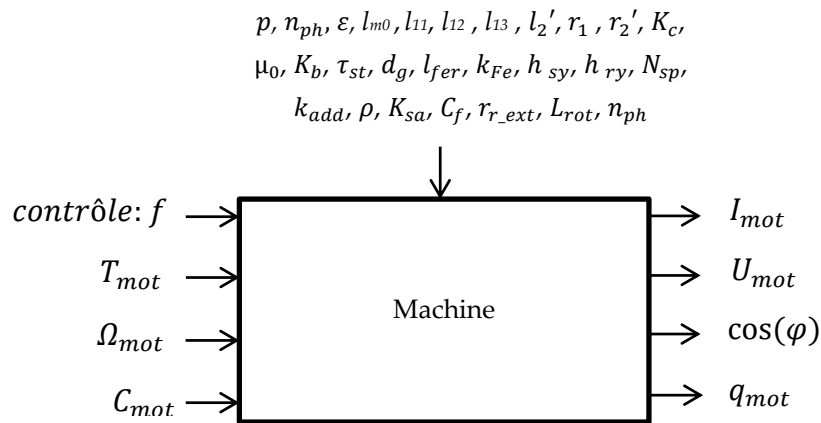 p, n_ph, ε, l_m0, l_11, l_12, l_13, l_2′, r_1, r_2′, K_c,
μ_0, K_b, τ_st, d_g, l_fer, k_Fe, h_sy, h_ry, N_sp,
k_add, ρ, K_sa, C_f, r_r_ext, L_rot, n_ph
contrôle: f
T_mot
Ω_mot
C_mot
Machine
I_mot
U_mot
cos(φ)
q_mot